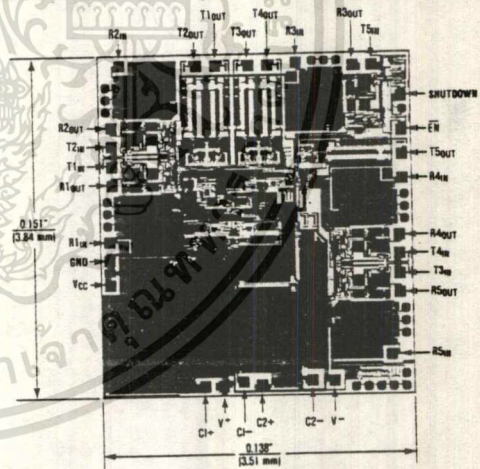 R2IN
T2OUT
T1OUT
T3OUT
T4OUT
R3IN
R3OUT
T5IN
SHUTDOWN
EN
T5OUT
R4IN
R4OUT
T4IN
T3IN
R5OUT
R5IN
R2OUT
T2IN
T1IN
R1OUT
R1IN
GND
VCC
0.151"
(3.84 mm)
C1+
V+
C1-
C2+
C2-
V-
0.138"
(3.51 mm)